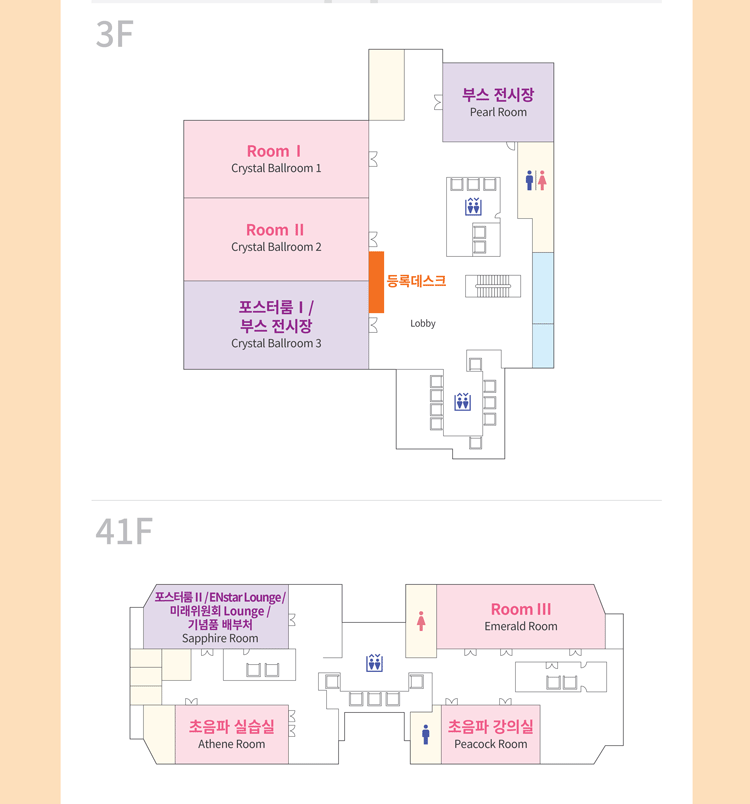 3F
부스 전시장
Pearl Room
Room Ⅰ
Crystal Ballroom 1
Room Ⅱ
Crystal Ballroom 2
등록데스크
포스터룸Ⅰ/
부스 전시장
Crystal Ballroom 3
Lobby
41F
포스터룸Ⅱ/ENstar Lounge/
미래위원회 Lounge /
기념품 배부처
Sapphire Room
Room Ⅲ
Emerald Room
초음파 실습실
Athene Room
초음파 강의실
Peacock Room